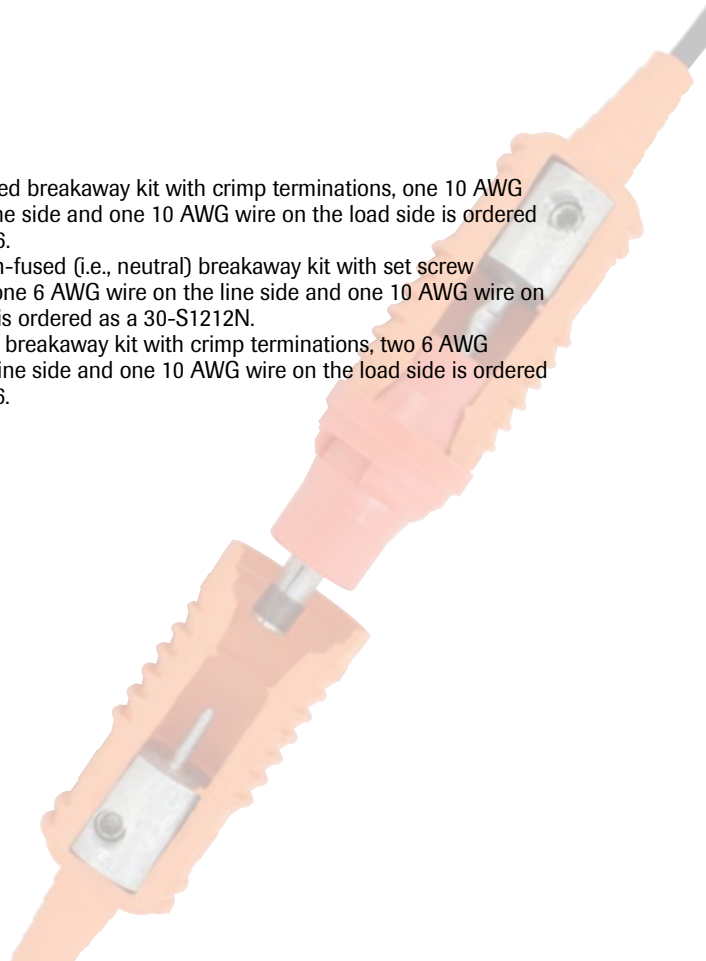 ed breakaway kit with crimp terminations, one 10 AWG
ne side and one 10 AWG wire on the load side is ordered
6.
n-fused (i.e., neutral) breakaway kit with set screw
one 6 AWG wire on the line side and one 10 AWG wire on
is ordered as a 30-S1212N.
breakaway kit with crimp terminations, two 6 AWG
ine side and one 10 AWG wire on the load side is ordered
6.